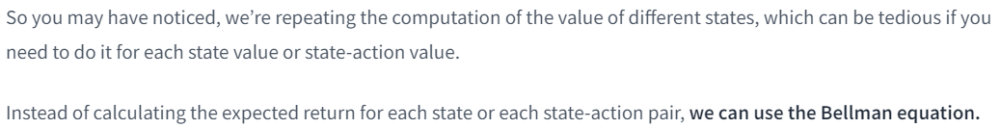 So you may have noticed, we’re repeating the computation of the value of different states, which can be tedious if you
need to do it for each state value or state-action value.
Instead of calculating the expected return for each state or each state-action pair, we can use the Bellman equation.